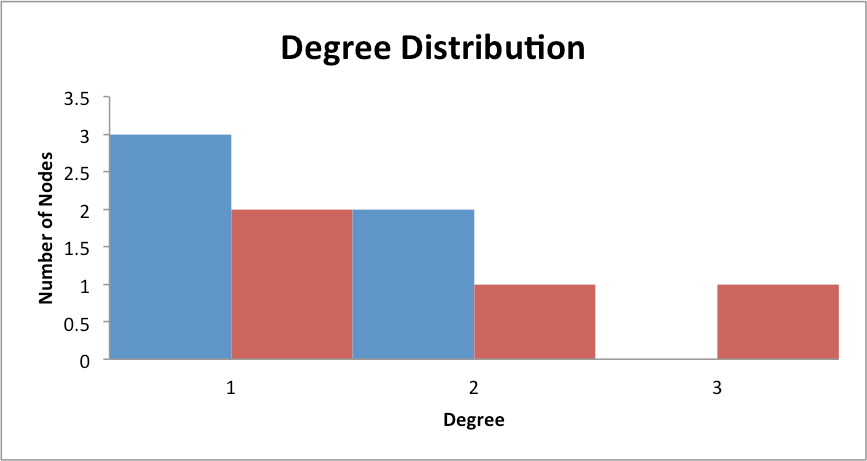 Degree Distribution
Number of Nodes
3.5
3
2.5
2
1.5
1
0.5
0
1 2 3
Degree